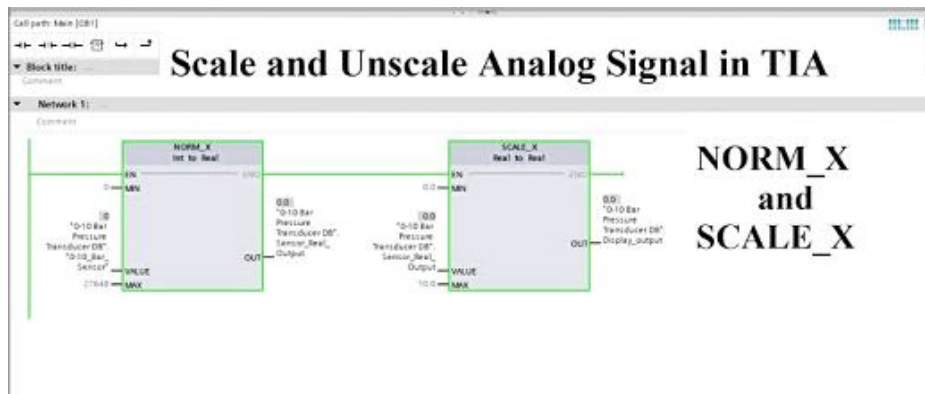 Call path: Main [OB1]
Scale and Unscale Analog Signal in TIA
Block title: ...
Comment
Network 1: ...
Comment
NORM_X
Int to Real
EN
ENO
0
MIN
0
"0-10 Bar
Pressure
Transducer DB".
"0-10_Bar_
Sensor"
VALUE
27648
MAX
0.0
"0-10 Bar
Pressure
Transducer DB".
Sensor_Real_
Output
OUT
SCALE_X
Real to Real
EN
ENO
0.0
MIN
0.0
"0-10 Bar
Pressure
Transducer DB".
Sensor_Real_
Output
VALUE
10.0
MAX
0.0
"0-10 Bar
Pressure
Transducer DB".
Display_output
OUT
NORM_X
and
SCALE_X